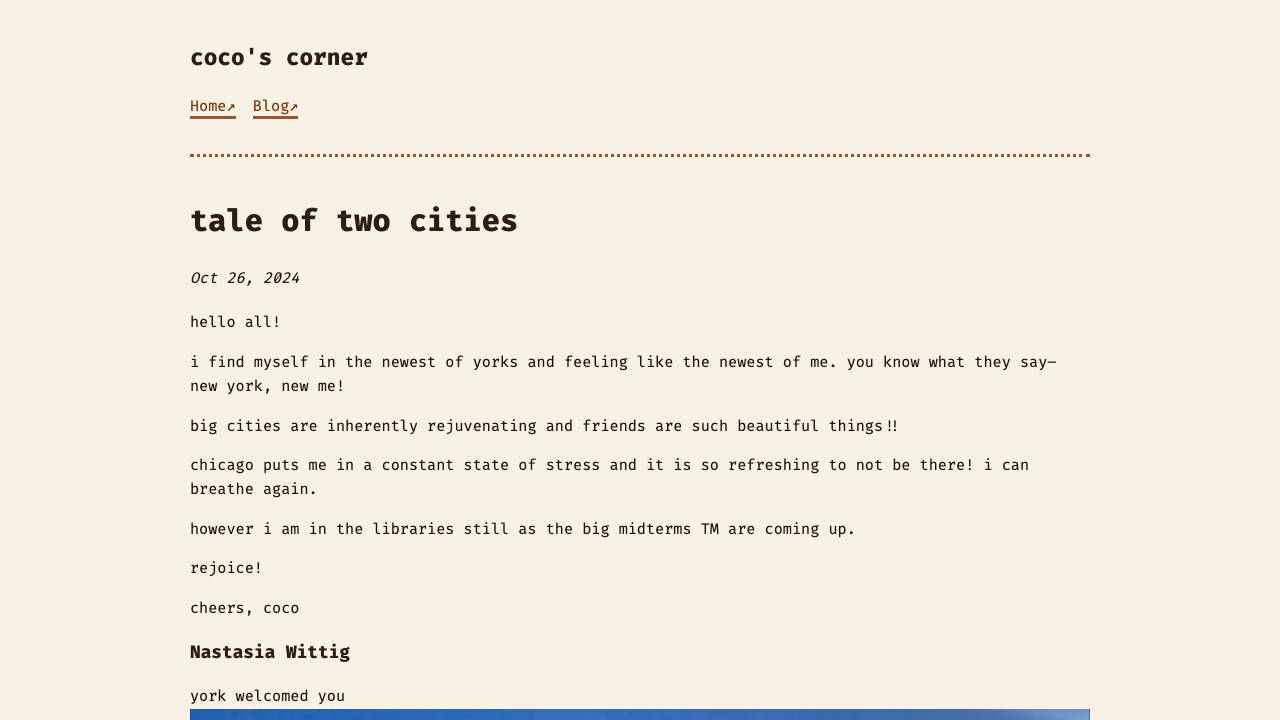 coco's corner
Home↗ Blog↗
tale of two cities
Oct 26, 2024
hello all!
i find myself in the newest of yorks and feeling like the newest of me. you know what they say—
new york, new me!
big cities are inherently rejuvenating and friends are such beautiful things!!
chicago puts me in a constant state of stress and it is so refreshing to not be there! i can
breathe again.
however i am in the libraries still as the big midterms TM are coming up.
rejoice!
cheers, coco
Nastasia Wittig
york welcomed you